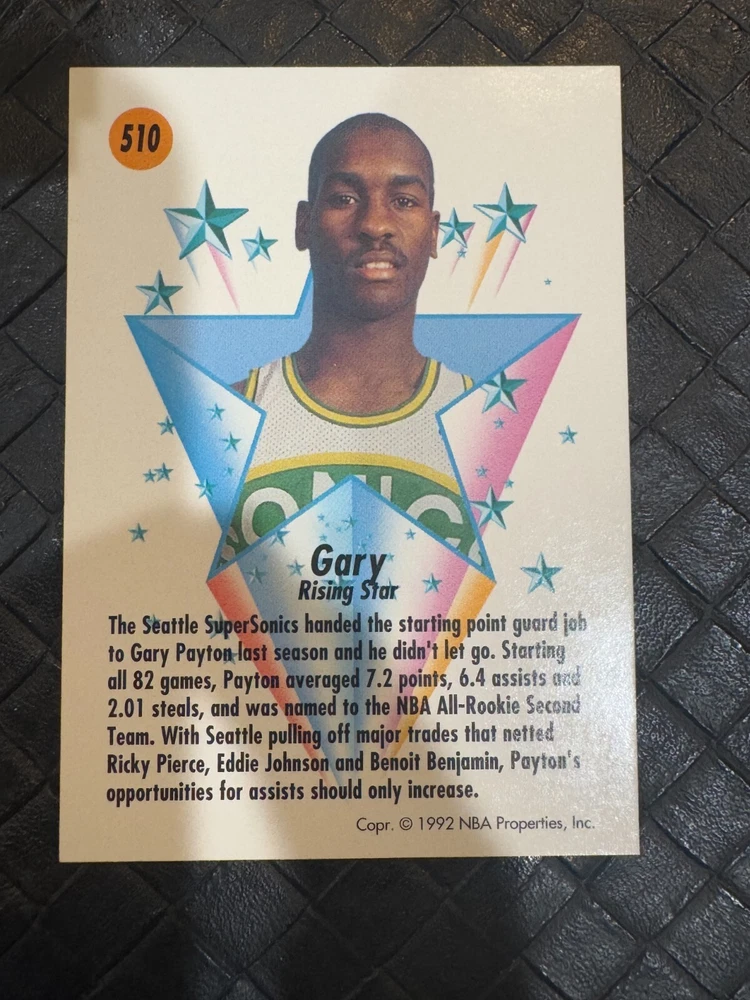 510
SONICS
Gary
Rising Star
The Seattle SuperSonics handed the starting point guard job
to Gary Payton last season and he didn't let go. Starting
all 82 games, Payton averaged 7.2 points, 6.4 assists and
2.01 steals, and was named to the NBA All-Rookie Second
Team. With Seattle pulling off major trades that netted
Ricky Pierce, Eddie Johnson and Benoit Benjamin, Payton's
opportunities for assists should only increase.
Copr. © 1992 NBA Properties, Inc.